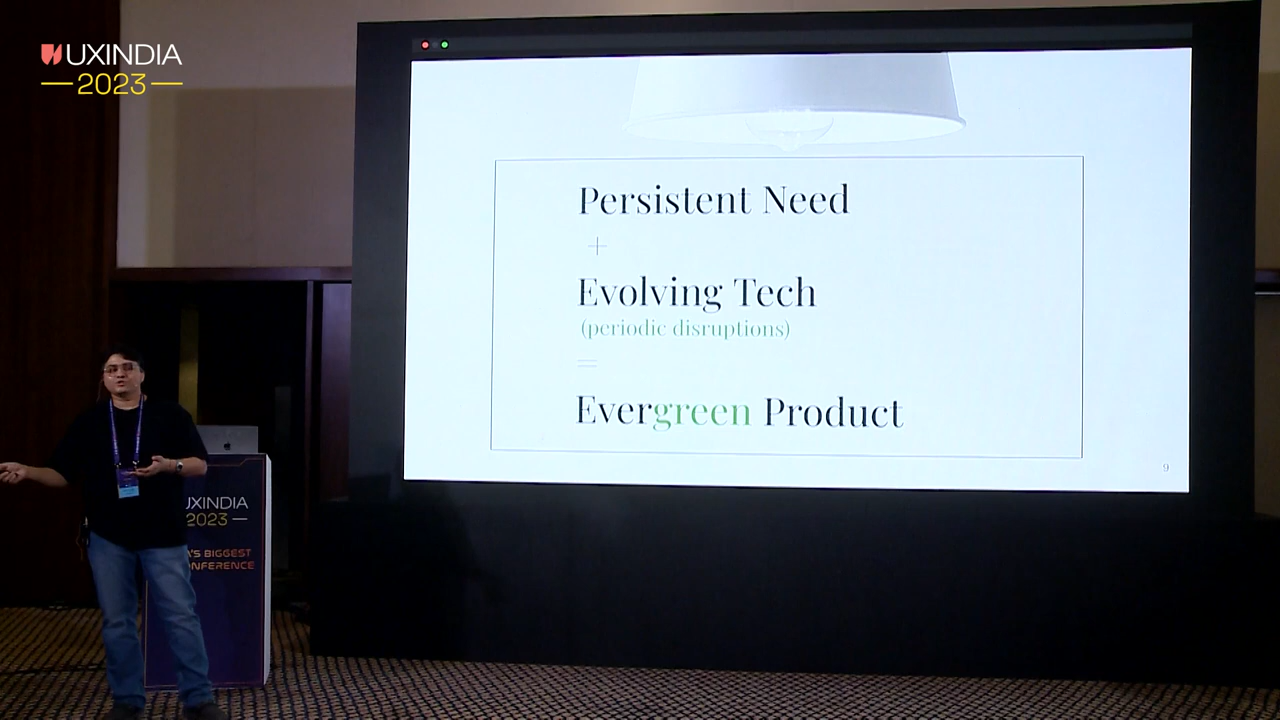 UXINDIA
2023
Persistent Need
+
Evolving Tech
(periodic disruptions)
=
Evergreen Product
9
UXINDIA
2023
A'S BIGGEST
NFERENCE